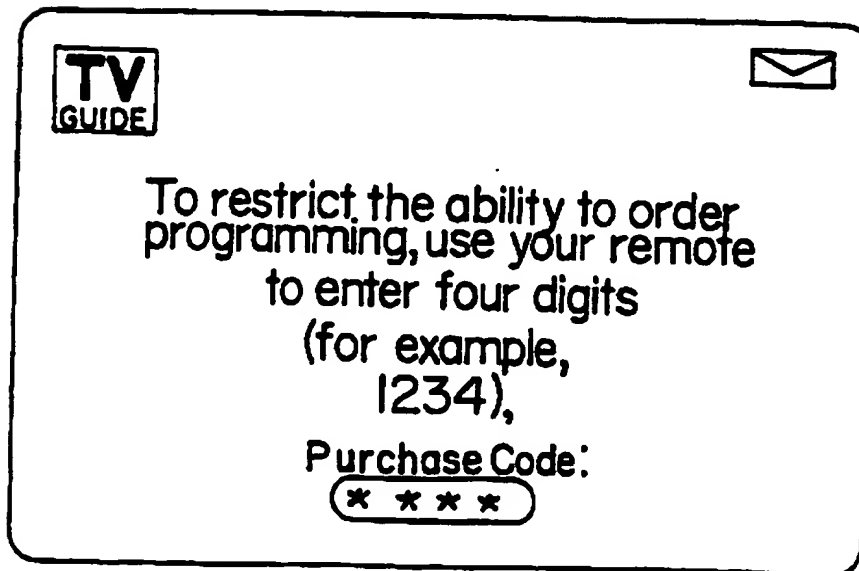 TV
GUIDE
To restrict the ability to order
programming, use your remote
to enter four digits
(for example,
1234),
Purchase Code:
* * * *